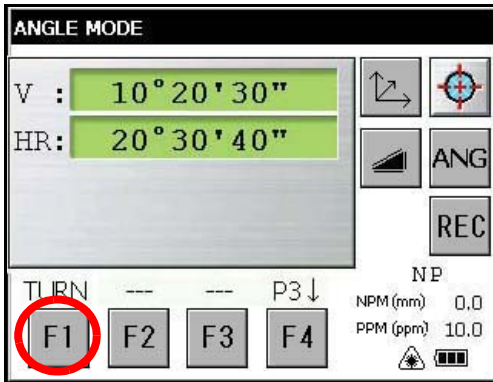 ANGLE MODE
V : 10°20'30"
HR: 20°30'40"
ANG
REC
TURN --- --- P3↓
F1 F2 F3 F4
NP
NPM (mm) 0.0
PPM (ppm) 10.0